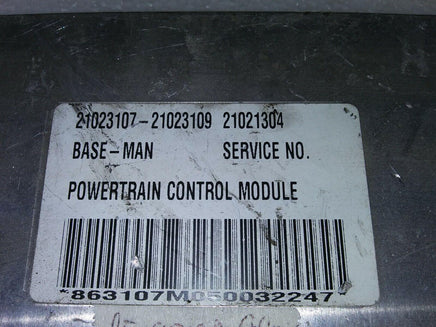 21023107-21023109 21021304
BASE-MAN SERVICE NO.
POWERTRAIN CONTROL MODULE
*863107M050032247*